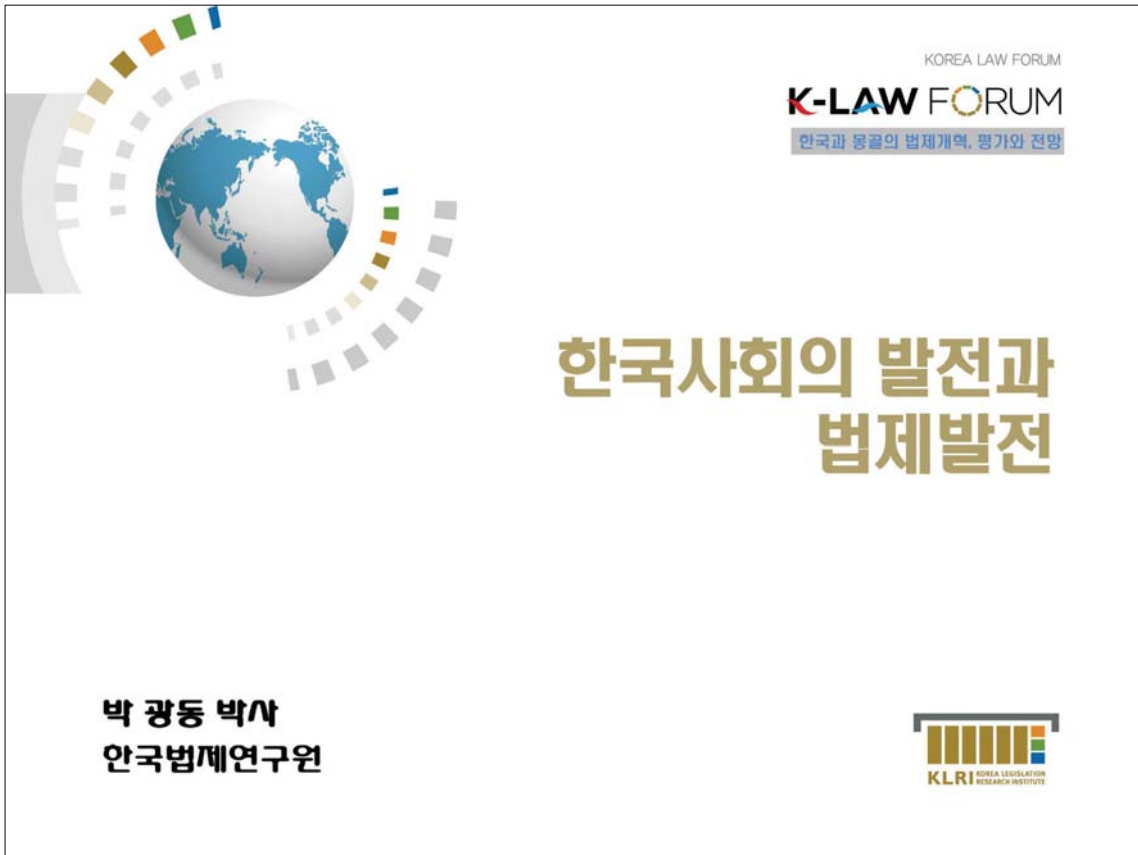 KOREA LAW FORUM
K-LAW FORUM
한국과 몽골의 법제개혁, 평가와 전망
한국사회의 발전과
법제발전
박 광동 박사
한국법제연구원
KLRI KOREA LEGISLATION
RESEARCH INSTITUTE